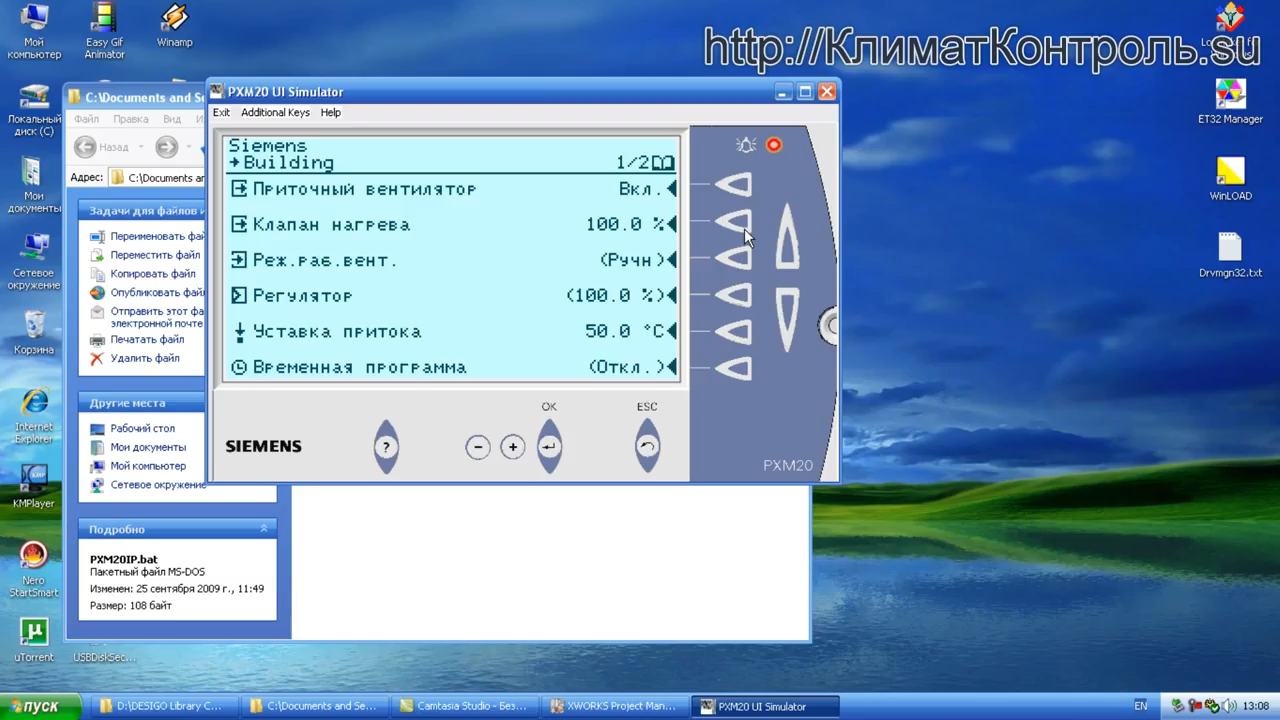 Мой
компьютер
Easy Gif
Animator
Winamp
http://КлиматКонтроль.su
Локальный
диск (C)
Мои
документы
Сетевое
окружение
Корзина
Internet
Explorer
KMPlayer
Nero
StartSmart
uTorrent
USBDiskSec...
ET32 Manager
WinLOAD
Drvmgn32.txt
C:\Documents and Se
Файл
Правка
Вид
Назад
Адрес:
C:\Documents an
Задачи для файлов и
Переименовать фай
Переместить файл
Копировать файл
Опубликовать файл
Отправить этот фа
электронной почте
Печатать файл
Удалить файл
Другие места
Рабочий стол
Мои документы
Мой компьютер
Сетевое окружение
Подробно
PXM20IP.bat
Пакетный файл MS-DOS
Изменен: 25 сентября 2009 г., 11:49
Размер: 108 байт
PXM20 UI Simulator
Exit
Additional Keys
Help
Siemens
Building 1/2
Приточный вентилятор Вкл.
Клапан нагрева 100.0 %
Реж.раб.вент. (Ручн)
Регулятор (100.0 %)
Уставка притока 50.0 °C
Временная программа (Откл.)
OK
ESC
SIEMENS
?
−
+
PXM20
пуск
D:\DESIGO Library C...
C:\Documents and Se...
Camtasia Studio - Без...
XWORKS Project Man...
PXM20 UI Simulator
EN
13:08